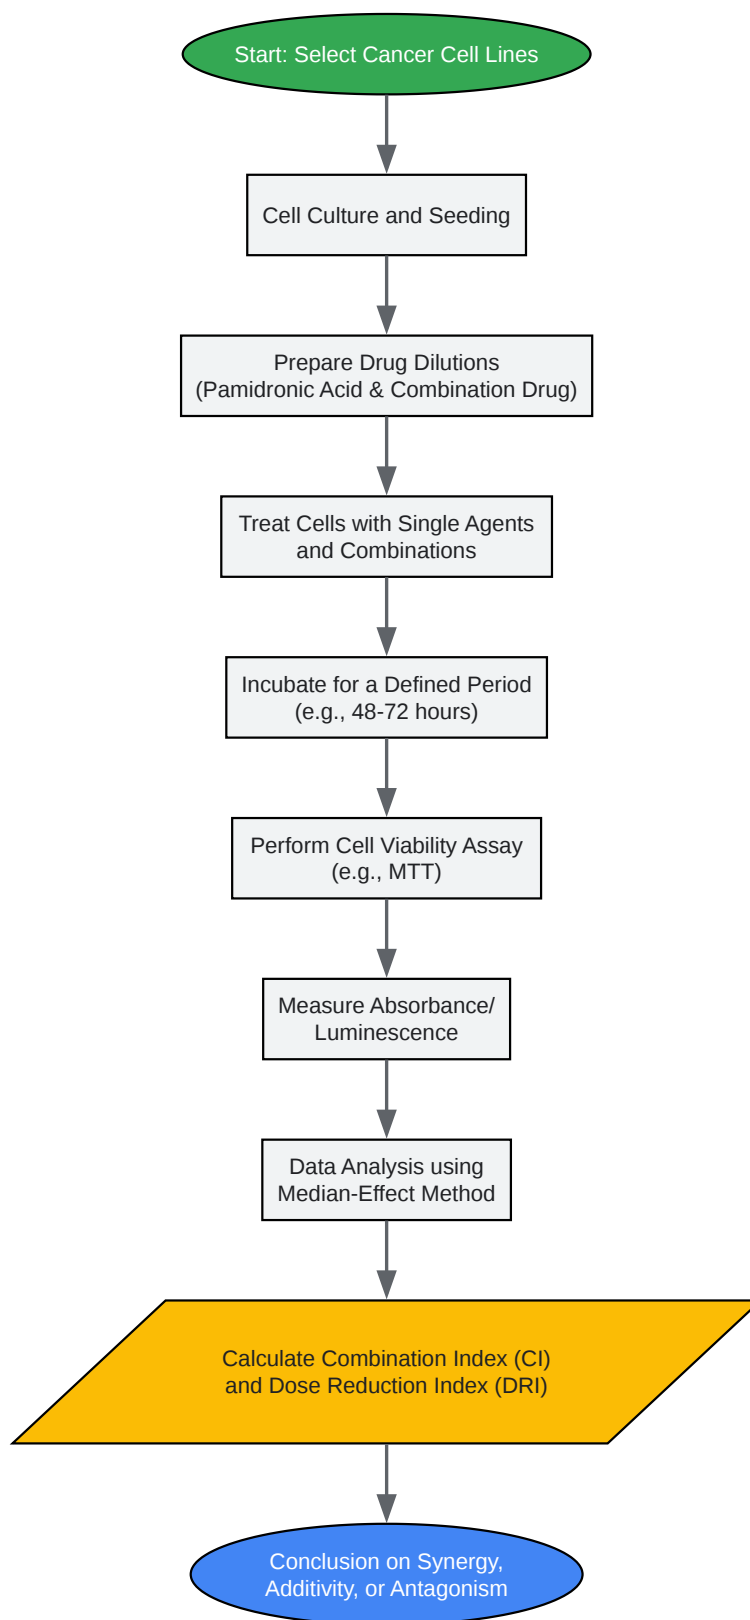 Start: Select Cancer Cell Lines
Cell Culture and Seeding
Prepare Drug Dilutions
(Pamidronic Acid & Combination Drug)
Treat Cells with Single Agents
and Combinations
Incubate for a Defined Period
(e.g., 48-72 hours)
Perform Cell Viability Assay
(e.g., MTT)
Measure Absorbance/
Luminescence
Data Analysis using
Median-Effect Method
Calculate Combination Index (CI)
and Dose Reduction Index (DRI)
Conclusion on Synergy,
Additivity, or Antagonism